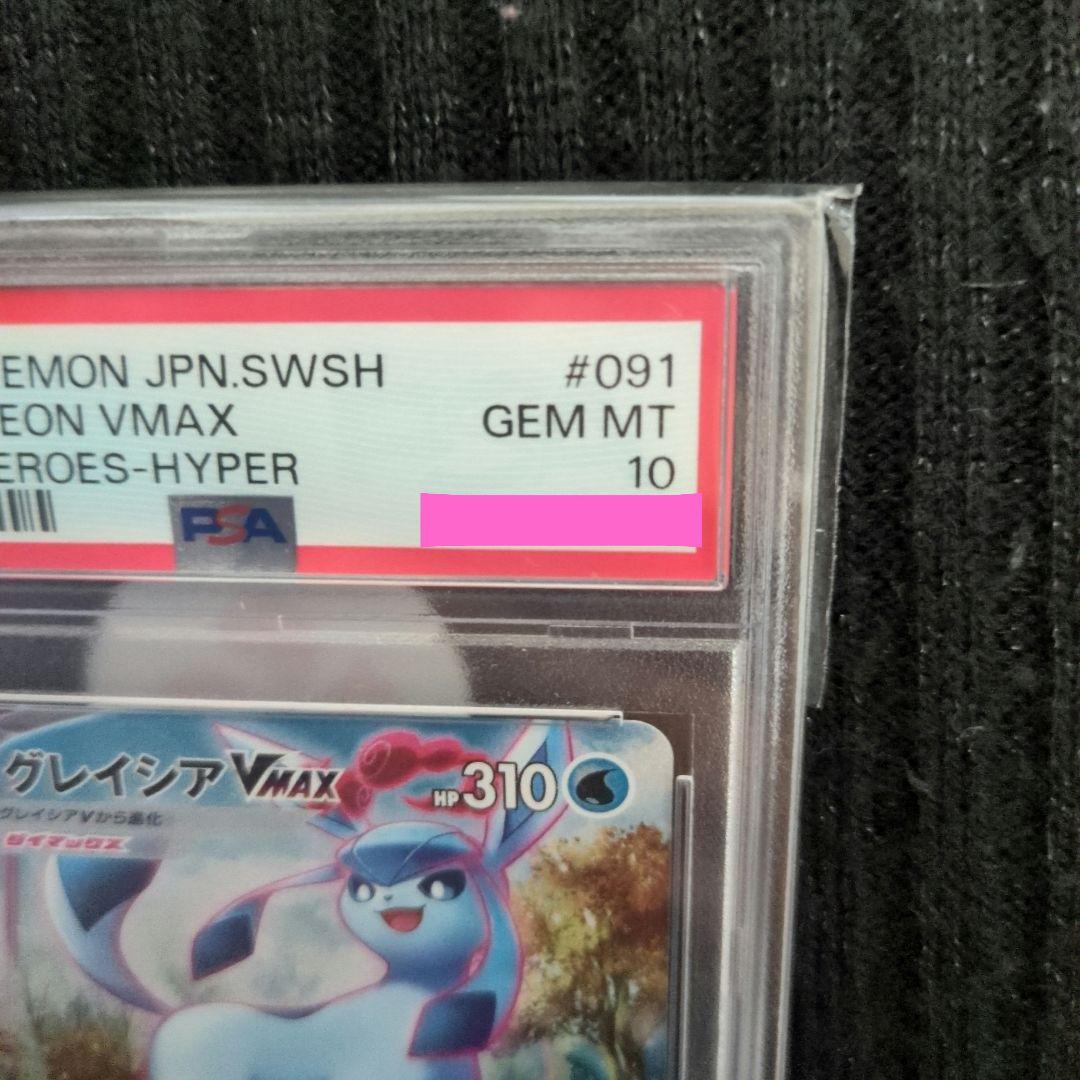 EMON JPN.SWSH #091
EON VMAX GEM MT
EROES-HYPER 10
PSA
グレイシアVMAX HP310
グレイシアVから進化
ダイマックス